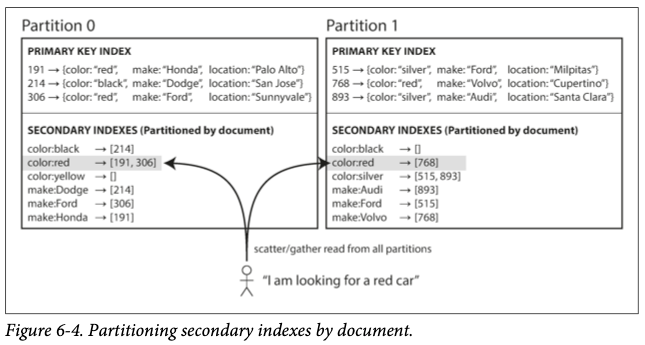 Partition 0
PRIMARY KEY INDEX
191 → {color: “red”, make: “Honda”, location: “Palo Alto”}
214 → {color: “black”, make: “Dodge”, location: “San Jose”}
306 → {color: “red”, make: “Ford”, location: “Sunnyvale”}
SECONDARY INDEXES (Partitioned by document)
color:black → [214]
color:red → [191, 306]
color:yellow → []
make:Dodge → [214]
make:Ford → [306]
make:Honda → [191]
Partition 1
PRIMARY KEY INDEX
515 → {color: “silver”, make: “Ford”, location: “Milpitas”}
768 → {color: “red”, make: “Volvo”, location: “Cupertino”}
893 → {color: “silver”, make: “Audi”, location: “Santa Clara”}
SECONDARY INDEXES (Partitioned by document)
color:black → []
color:red → [768]
color:silver → [515, 893]
make:Audi → [893]
make:Ford → [515]
make:Volvo → [768]
scatter/gather read from all partitions
“I am looking for a red car”
Figure 6-4. Partitioning secondary indexes by document.